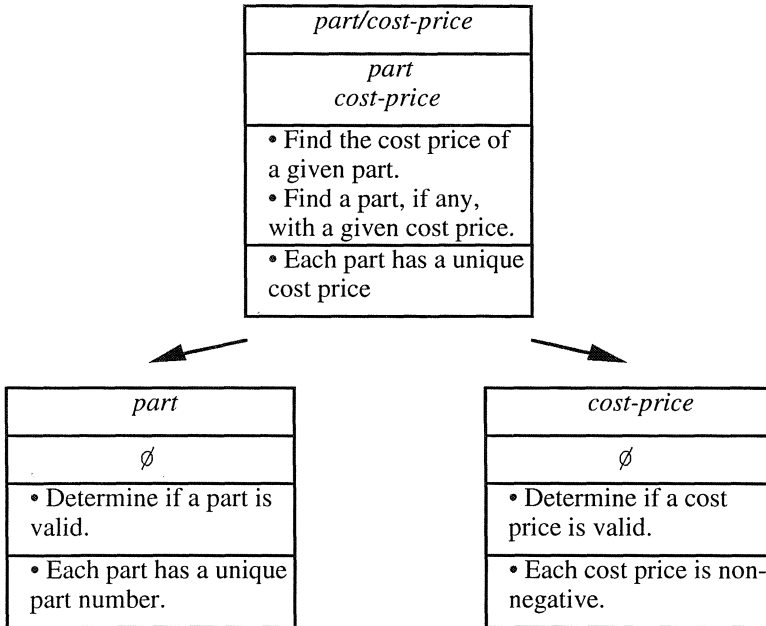 part/cost-price
part
cost-price
• Find the cost price of
a given part.
• Find a part, if any,
with a given cost price.
• Each part has a unique
cost price
part
∅
• Determine if a part is
valid.
• Each part has a unique
part number.
cost-price
∅
• Determine if a cost
price is valid.
• Each cost price is non-
negative.